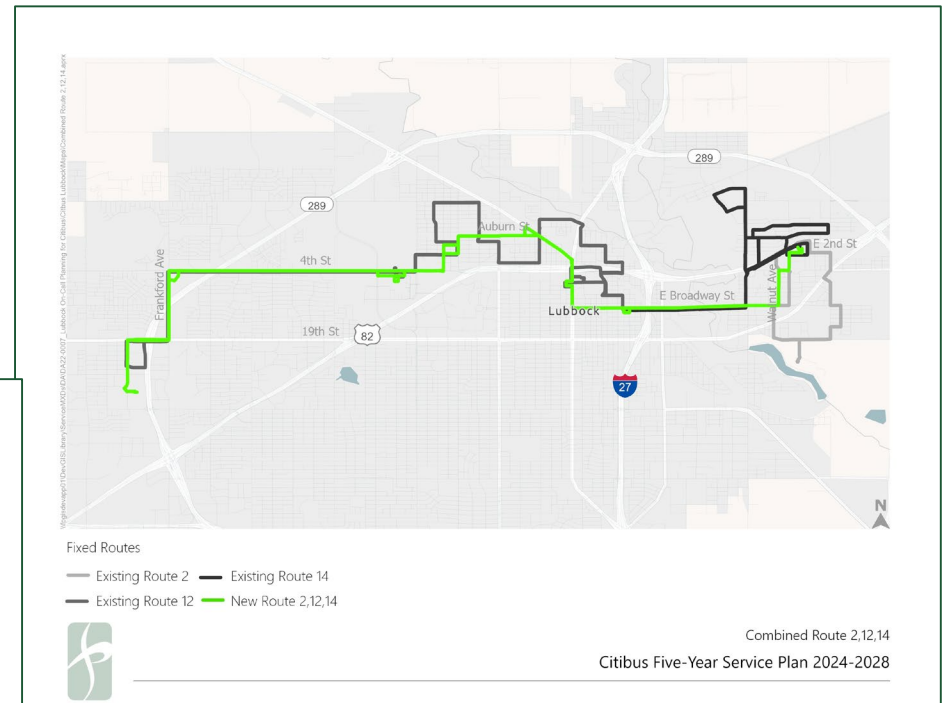 289
289
Auburn St
E 2nd St
4th St
Frankford Ave
Walnut Ave
E Broadway St
Lubbock
19th St
82
27
N
Fixed Routes
Existing Route 2
Existing Route 14
Existing Route 12
New Route 2,12,14
Combined Route 2,12,14
Citibus Five-Year Service Plan 2024-2028